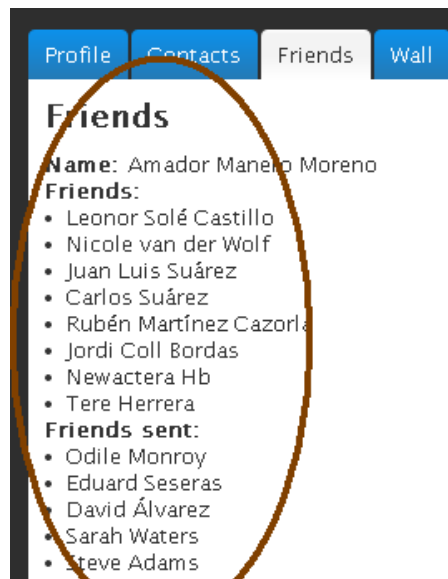 Profile Contacts Friends Wall
Friends
Name: Amador Manero Moreno
Friends:
• Leonor Solé Castillo
• Nicole van der Wolf
• Juan Luis Suárez
• Carlos Suárez
• Rubén Martínez Cazorla
• Jordi Coll Bordas
• Newactera Hb
• Tere Herrera
Friends sent:
• Odile Monroy
• Eduard Seseras
• David Álvarez
• Sarah Waters
• Steve Adams